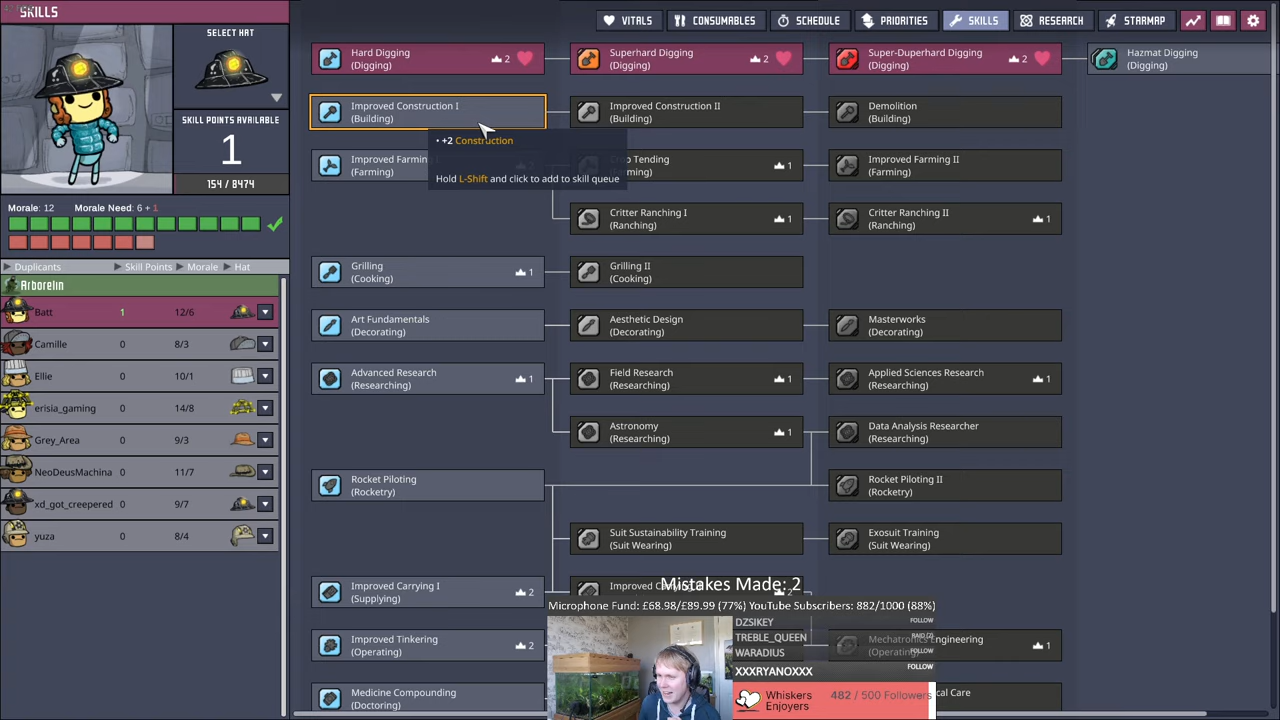 SKILLS
VITALS
CONSUMABLES
SCHEDULE
PRIORITIES
SKILLS
RESEARCH
STARMAP
SELECT HAT
SKILL POINTS AVAILABLE
1
154 / 8474
Morale: 12 Morale Need: 6 + 1
Duplicants Skill Points Morale Hat
Arborelin
Batt 1 12/6
Camille 0 8/3
Ellie 0 10/1
erisia_gaming 0 14/8
Grey_Area 0 9/3
NeoDeusMachina 0 11/7
xd_got_creepered 0 9/7
yuza 0 8/4
Hard Digging
(Digging)
2
Superhard Digging
(Digging)
2
Super-Duperhard Digging
(Digging)
2
Hazmat Digging
(Digging)
Improved Construction I
(Building)
Improved Construction II
(Building)
Demolition
(Building)
• +2 Construction
Hold L-Shift and click to add to skill queue
Improved Farming
(Farming)
Tending
1
Improved Farming II
(Farming)
Critter Ranching I
(Ranching)
1
Critter Ranching II
(Ranching)
1
Grilling
(Cooking)
1
Grilling II
(Cooking)
Art Fundamentals
(Decorating)
Aesthetic Design
(Decorating)
Masterworks
(Decorating)
Advanced Research
(Researching)
1
Field Research
(Researching)
1
Applied Sciences Research
(Researching)
1
Astronomy
(Researching)
1
Data Analysis Researcher
(Researching)
Rocket Piloting
(Rocketry)
Rocket Piloting II
(Rocketry)
Suit Sustainability Training
(Suit Wearing)
Exosuit Training
(Suit Wearing)
Improved Carrying I
(Supplying)
2
Improved
Mistakes Made: 2
Microphone Fund: £68.98/£89.99 (77%) YouTube Subscribers: 882/1000 (88%)
Improved Tinkering
(Operating)
2
Mechatronics Engineering
(Operating)
1
Medicine Compounding
(Doctoring)
cal Care
DZSIKEY FOLLOW
TREBLE_QUEEN RAID
WARADIUS FOLLOW
XXXRYANOXXX FOLLOW
Whiskers Enjoyers
482 / 500 Followers